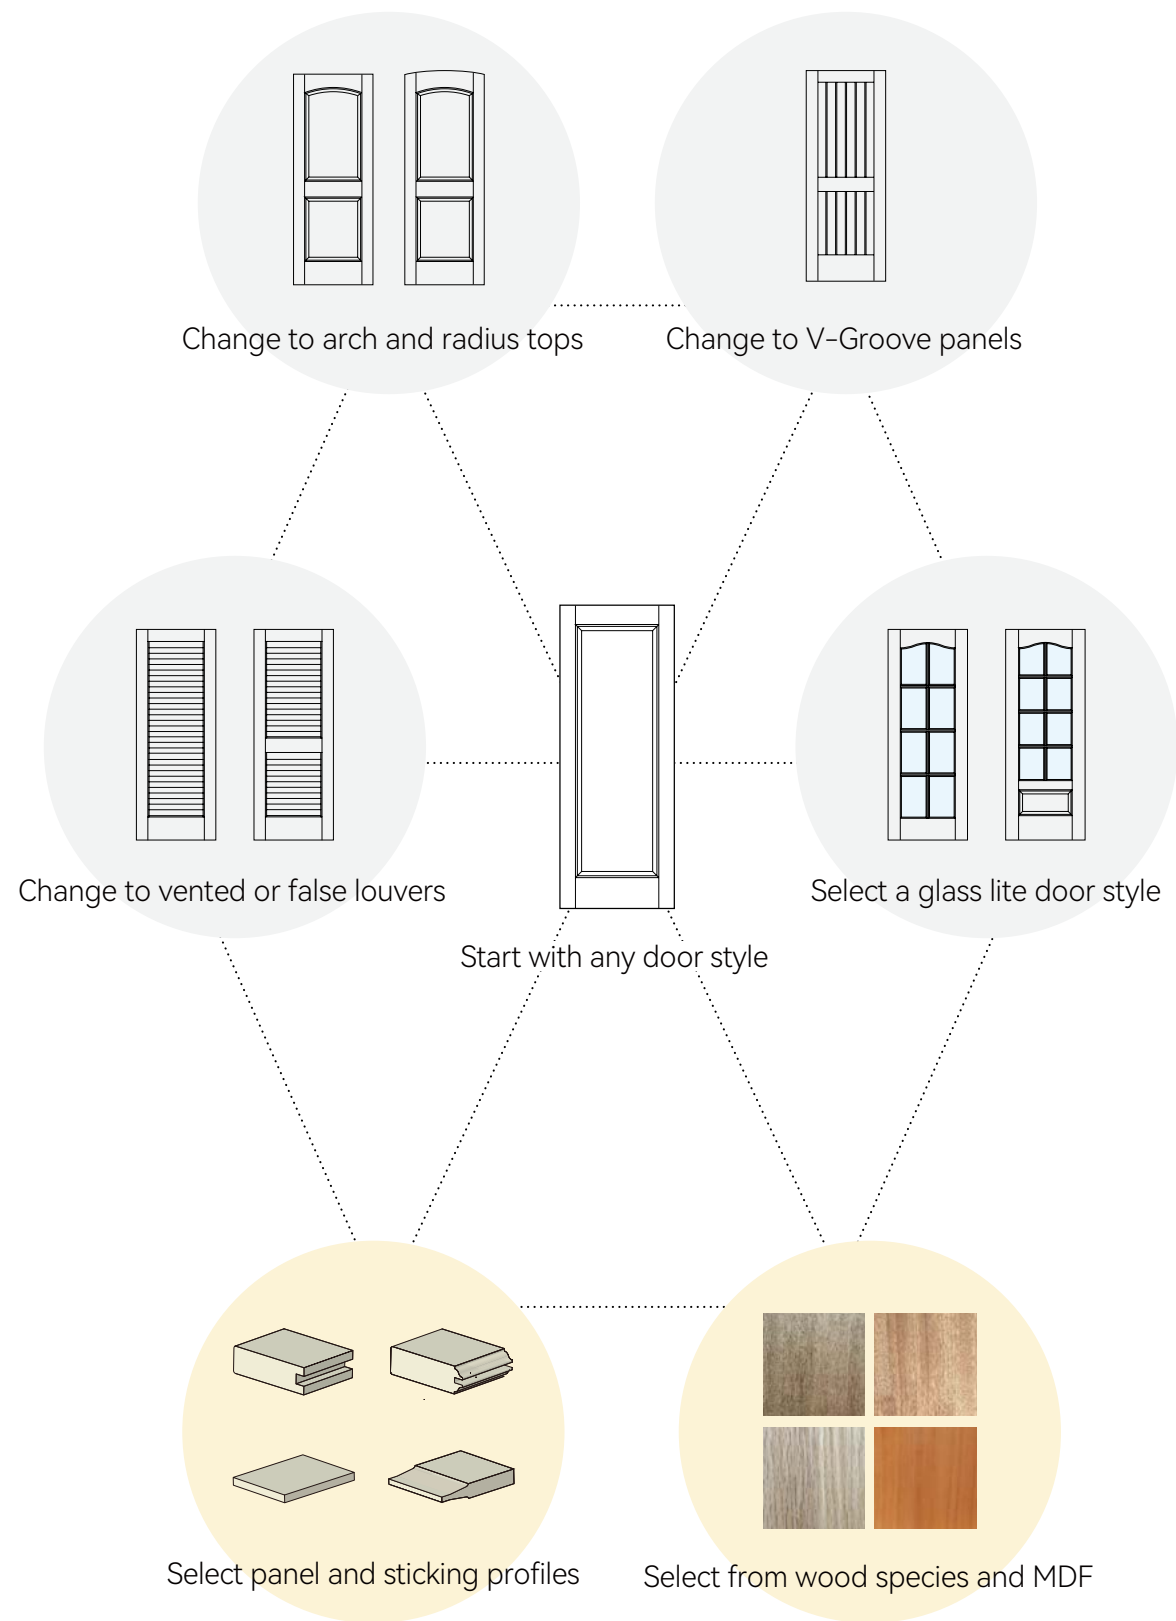 Change to arch and radius tops
Change to V-Groove panels
Change to vented or false louvers
Select a glass lite door style
Start with any door style
Select panel and sticking profiles
Select from wood species and MDF